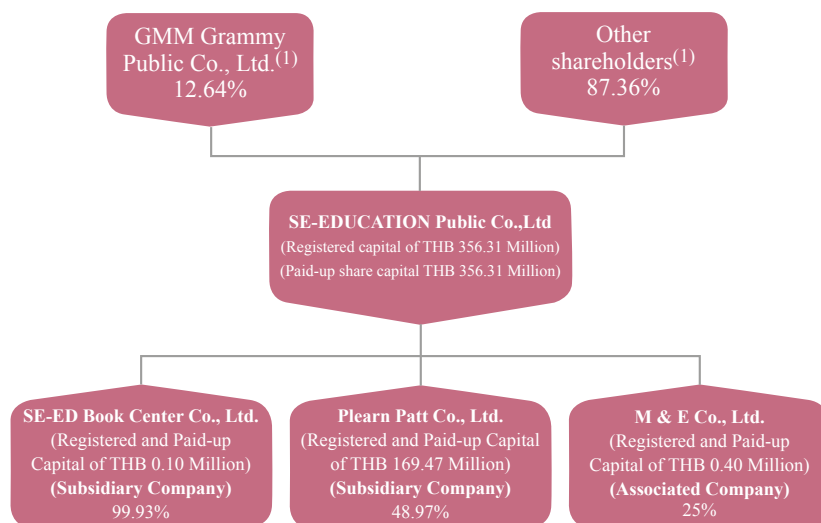 GMM Grammy
Public Co., Ltd.(1)
12.64%
Other
shareholders(1)
87.36%
SE-EDUCATION Public Co.,Ltd
(Registered capital of THB 356.31 Million)
(Paid-up share capital THB 356.31 Million)
SE-ED Book Center Co., Ltd.
(Registered and Paid-up
Capital of THB 0.10 Million)
(Subsidiary Company)
99.93%
Plearn Patt Co., Ltd.
(Registered and Paid-up Capital
of THB 169.47 Million)
(Subsidiary Company)
48.97%
M & E Co., Ltd.
(Registered and Paid-up
Capital of THB 0.40 Million)
(Associated Company)
25%